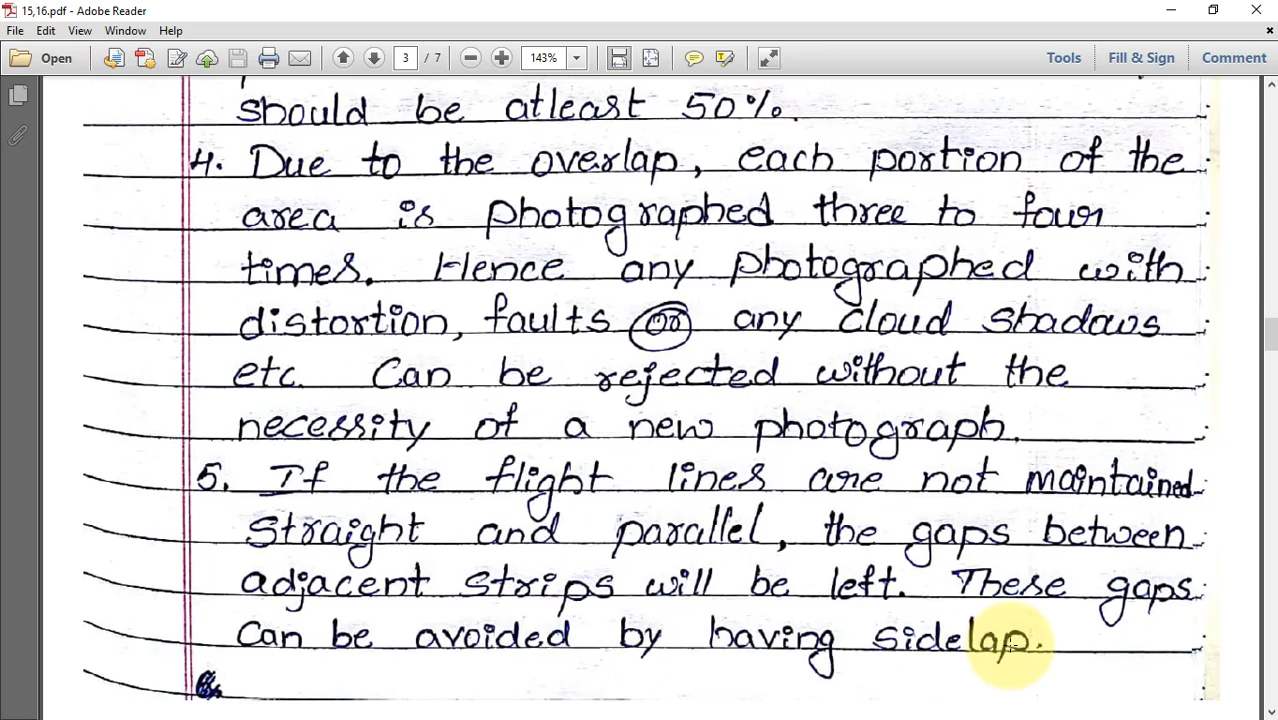 15,16.pdf - Adobe Reader
File Edit View Window Help
Open 3 / 7 143% Tools Fill & Sign Comment
should be atleast 50%.
4. Due to the overlap, each portion of the
area is photographed three to four
times. Hence any photographed with
distortion, faults or any cloud shadows
etc. Can be rejected without the
necessity of a new photograph.
5. If the flight lines are not maintained
straight and parallel, the gaps between
adjacent strips will be left. These gaps
Can be avoided by having sidelap.